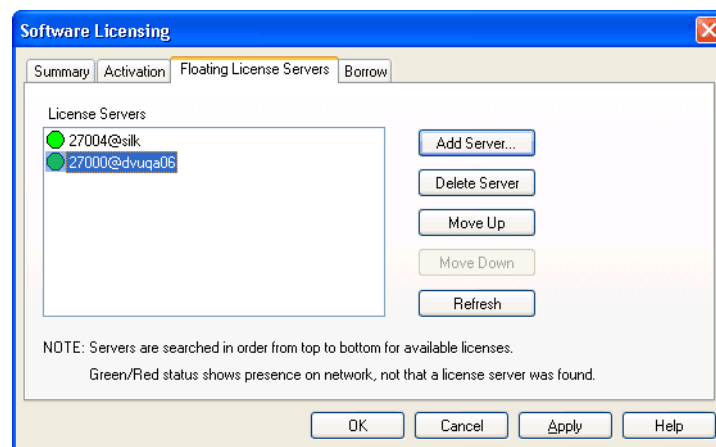 Software Licensing
Summary Activation Floating License Servers Borrow
License Servers
27004@silk
27000@dvuqa06
Add Server...
Delete Server
Move Up
Move Down
Refresh
NOTE: Servers are searched in order from top to bottom for available licenses.
Green/Red status shows presence on network, not that a license server was found.
OK Cancel Apply Help